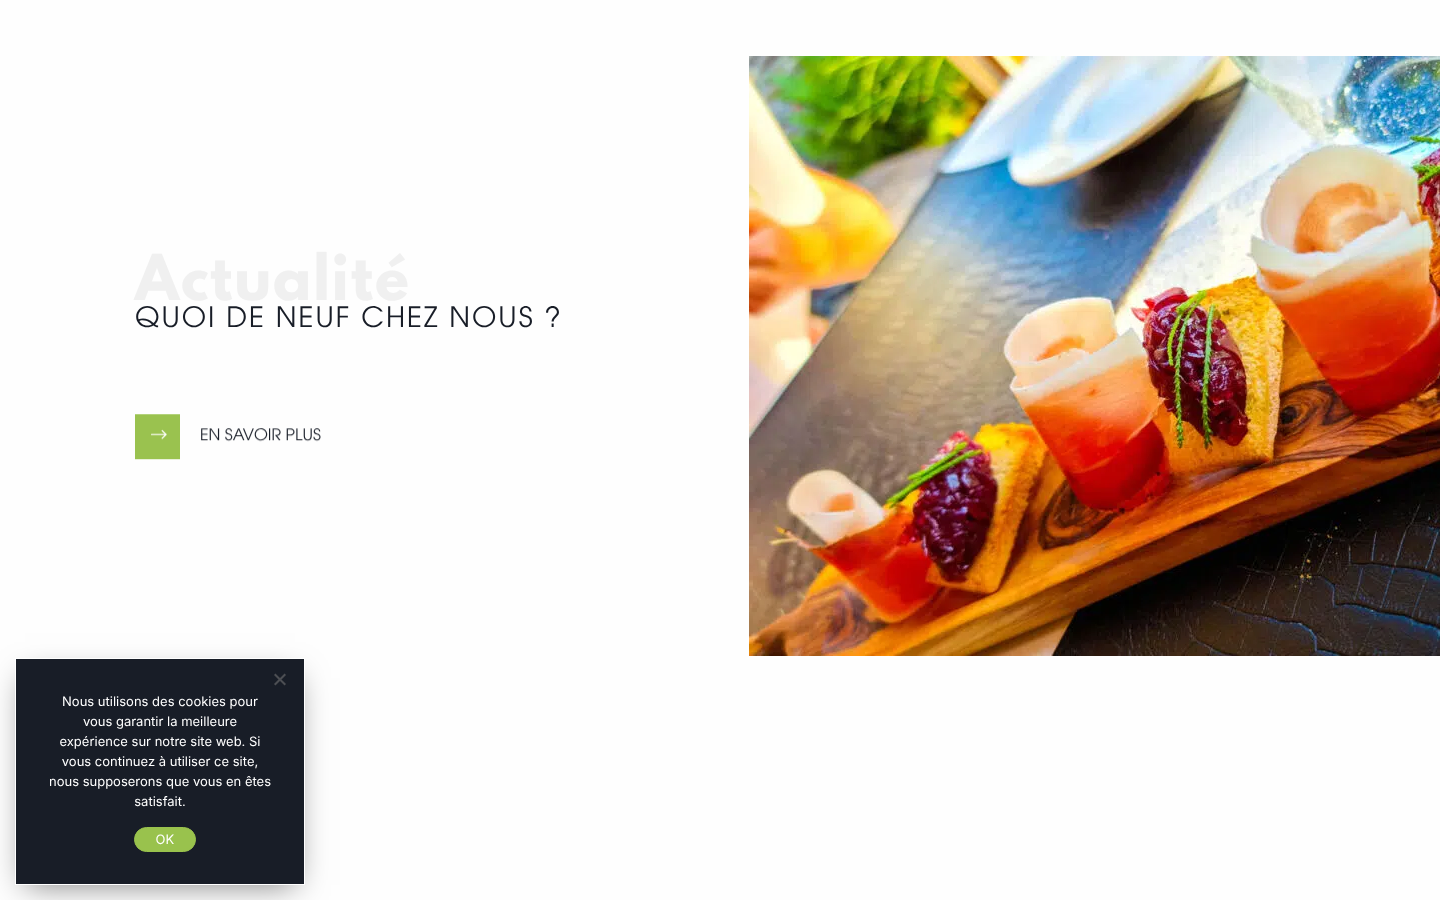 Actualité
QUOI DE NEUF CHEZ NOUS ?
EN SAVOIR PLUS
Nous utilisons des cookies pour
vous garantir la meilleure
expérience sur notre site web. Si
vous continuez à utiliser ce site,
nous supposerons que vous en êtes
satisfait.
OK